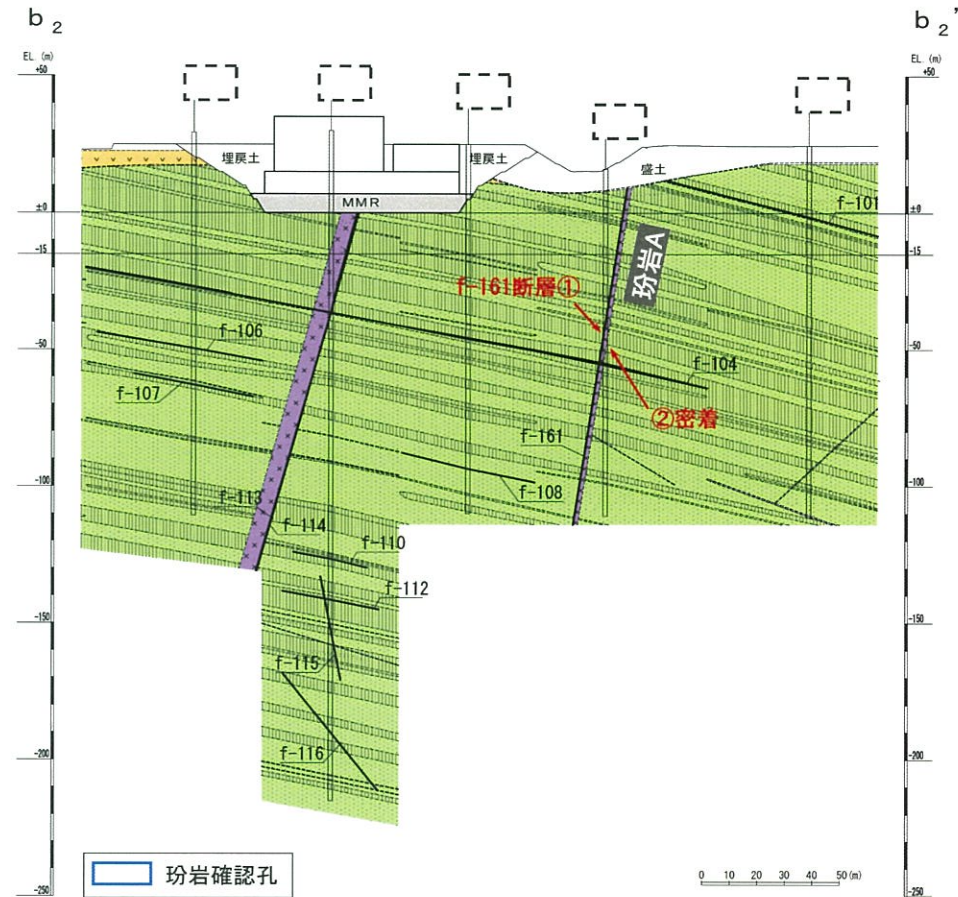 b₂
b₂’
EL. (m)
EL. (m)
+50
+50
埋戻土
埋戻土
盛土
MMR
f-101
±0
±0
-15
-15
玢岩A
f-161断層①
f-106
-50
-50
f-104
f-107
②密着
f-161
f-108
-100
-100
f-113
f-114
f-110
f-112
-150
-150
f-115
f-116
-200
-200
玢岩確認孔
0 10 20 30 40 50(m)
-250
-250